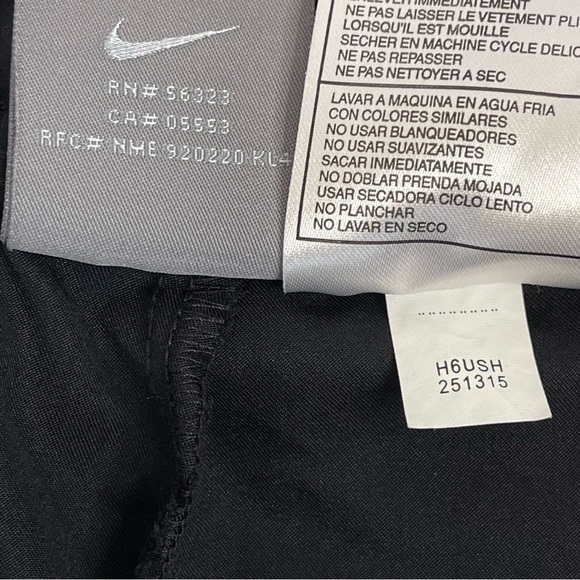 RN# 56323
CA# 05553
RFC# NME 920220 KL4
ENLEVER IMMEDIATEMENT
NE PAS LAISSER LE VETEMENT PLI
LORSQU'IL EST MOUILLE
SECHER EN MACHINE CYCLE DELIC
NE PAS REPASSER
NE PAS NETTOYER A SEC
LAVAR A MAQUINA EN AGUA FRIA
CON COLORES SIMILARES
NO USAR BLANQUEADORES
NO USAR SUAVIZANTES
SACAR INMEDIATAMENTE
NO DOBLAR PRENDA MOJADA
USAR SECADORA CICLO LENTO
NO PLANCHAR
NO LAVAR EN SECO
H6USH
251315